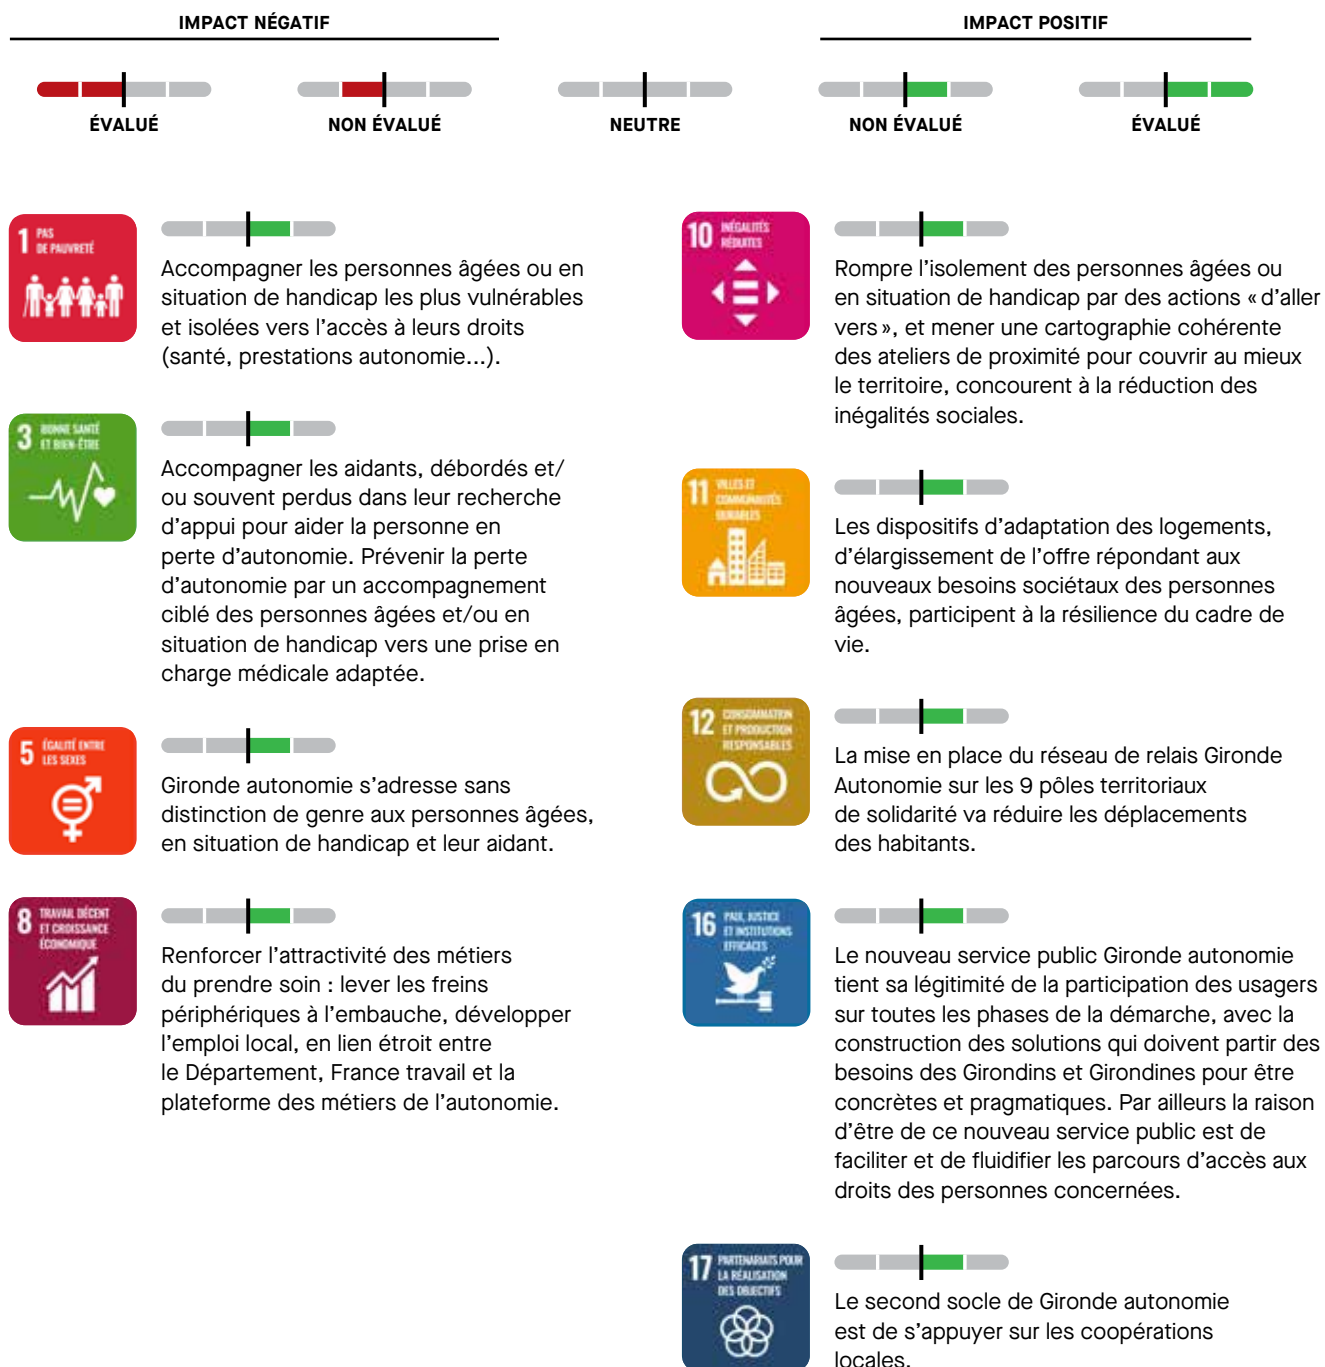 IMPACT NÉGATIF
IMPACT POSITIF
ÉVALUÉ
NON ÉVALUÉ
NEUTRE
NON ÉVALUÉ
ÉVALUÉ
1 PAS
DE PAUVRETÉ
Accompagner les personnes âgées ou en
situation de handicap les plus vulnérables
et isolées vers l'accès à leurs droits
(santé, prestations autonomie...).
3 BONNE SANTÉ
ET BIEN-ÊTRE
Accompagner les aidants, débordés et/
ou souvent perdus dans leur recherche
d'appui pour aider la personne en
perte d'autonomie. Prévenir la perte
d'autonomie par un accompagnement
ciblé des personnes âgées et/ou en
situation de handicap vers une prise en
charge médicale adaptée.
5 ÉGALITÉ ENTRE
LES SEXES
Gironde autonomie s'adresse sans
distinction de genre aux personnes âgées,
en situation de handicap et leur aidant.
8 TRAVAIL DÉCENT
ET CROISSANCE
ÉCONOMIQUE
Renforcer l'attractivité des métiers
du prendre soin : lever les freins
périphériques à l'embauche, développer
l'emploi local, en lien étroit entre
le Département, France travail et la
plateforme des métiers de l'autonomie.
10 INÉGALITÉS
RÉDUITES
Rompre l'isolement des personnes âgées ou
en situation de handicap par des actions « d'aller
vers », et mener une cartographie cohérente
des ateliers de proximité pour couvrir au mieux
le territoire, concourent à la réduction des
inégalités sociales.
11 VILLES ET
COMMUNAUTÉS
DURABLES
Les dispositifs d'adaptation des logements,
d'élargissement de l'offre répondant aux
nouveaux besoins sociétaux des personnes
âgées, participent à la résilience du cadre de
vie.
12 CONSOMMATION
ET PRODUCTION
RESPONSABLES
La mise en place du réseau de relais Gironde
Autonomie sur les 9 pôles territoriaux
de solidarité va réduire les déplacements
des habitants.
16 PAIX, JUSTICE
ET INSTITUTIONS
EFFICACES
Le nouveau service public Gironde autonomie
tient sa légitimité de la participation des usagers
sur toutes les phases de la démarche, avec la
construction des solutions qui doivent partir des
besoins des Girondins et Girondines pour être
concrètes et pragmatiques. Par ailleurs la raison
d'être de ce nouveau service public est de
faciliter et de fluidifier les parcours d'accès aux
droits des personnes concernées.
17 PARTENARIATS POUR
LA RÉALISATION
DES OBJECTIFS
Le second socle de Gironde autonomie
est de s'appuyer sur les coopérations
locales.